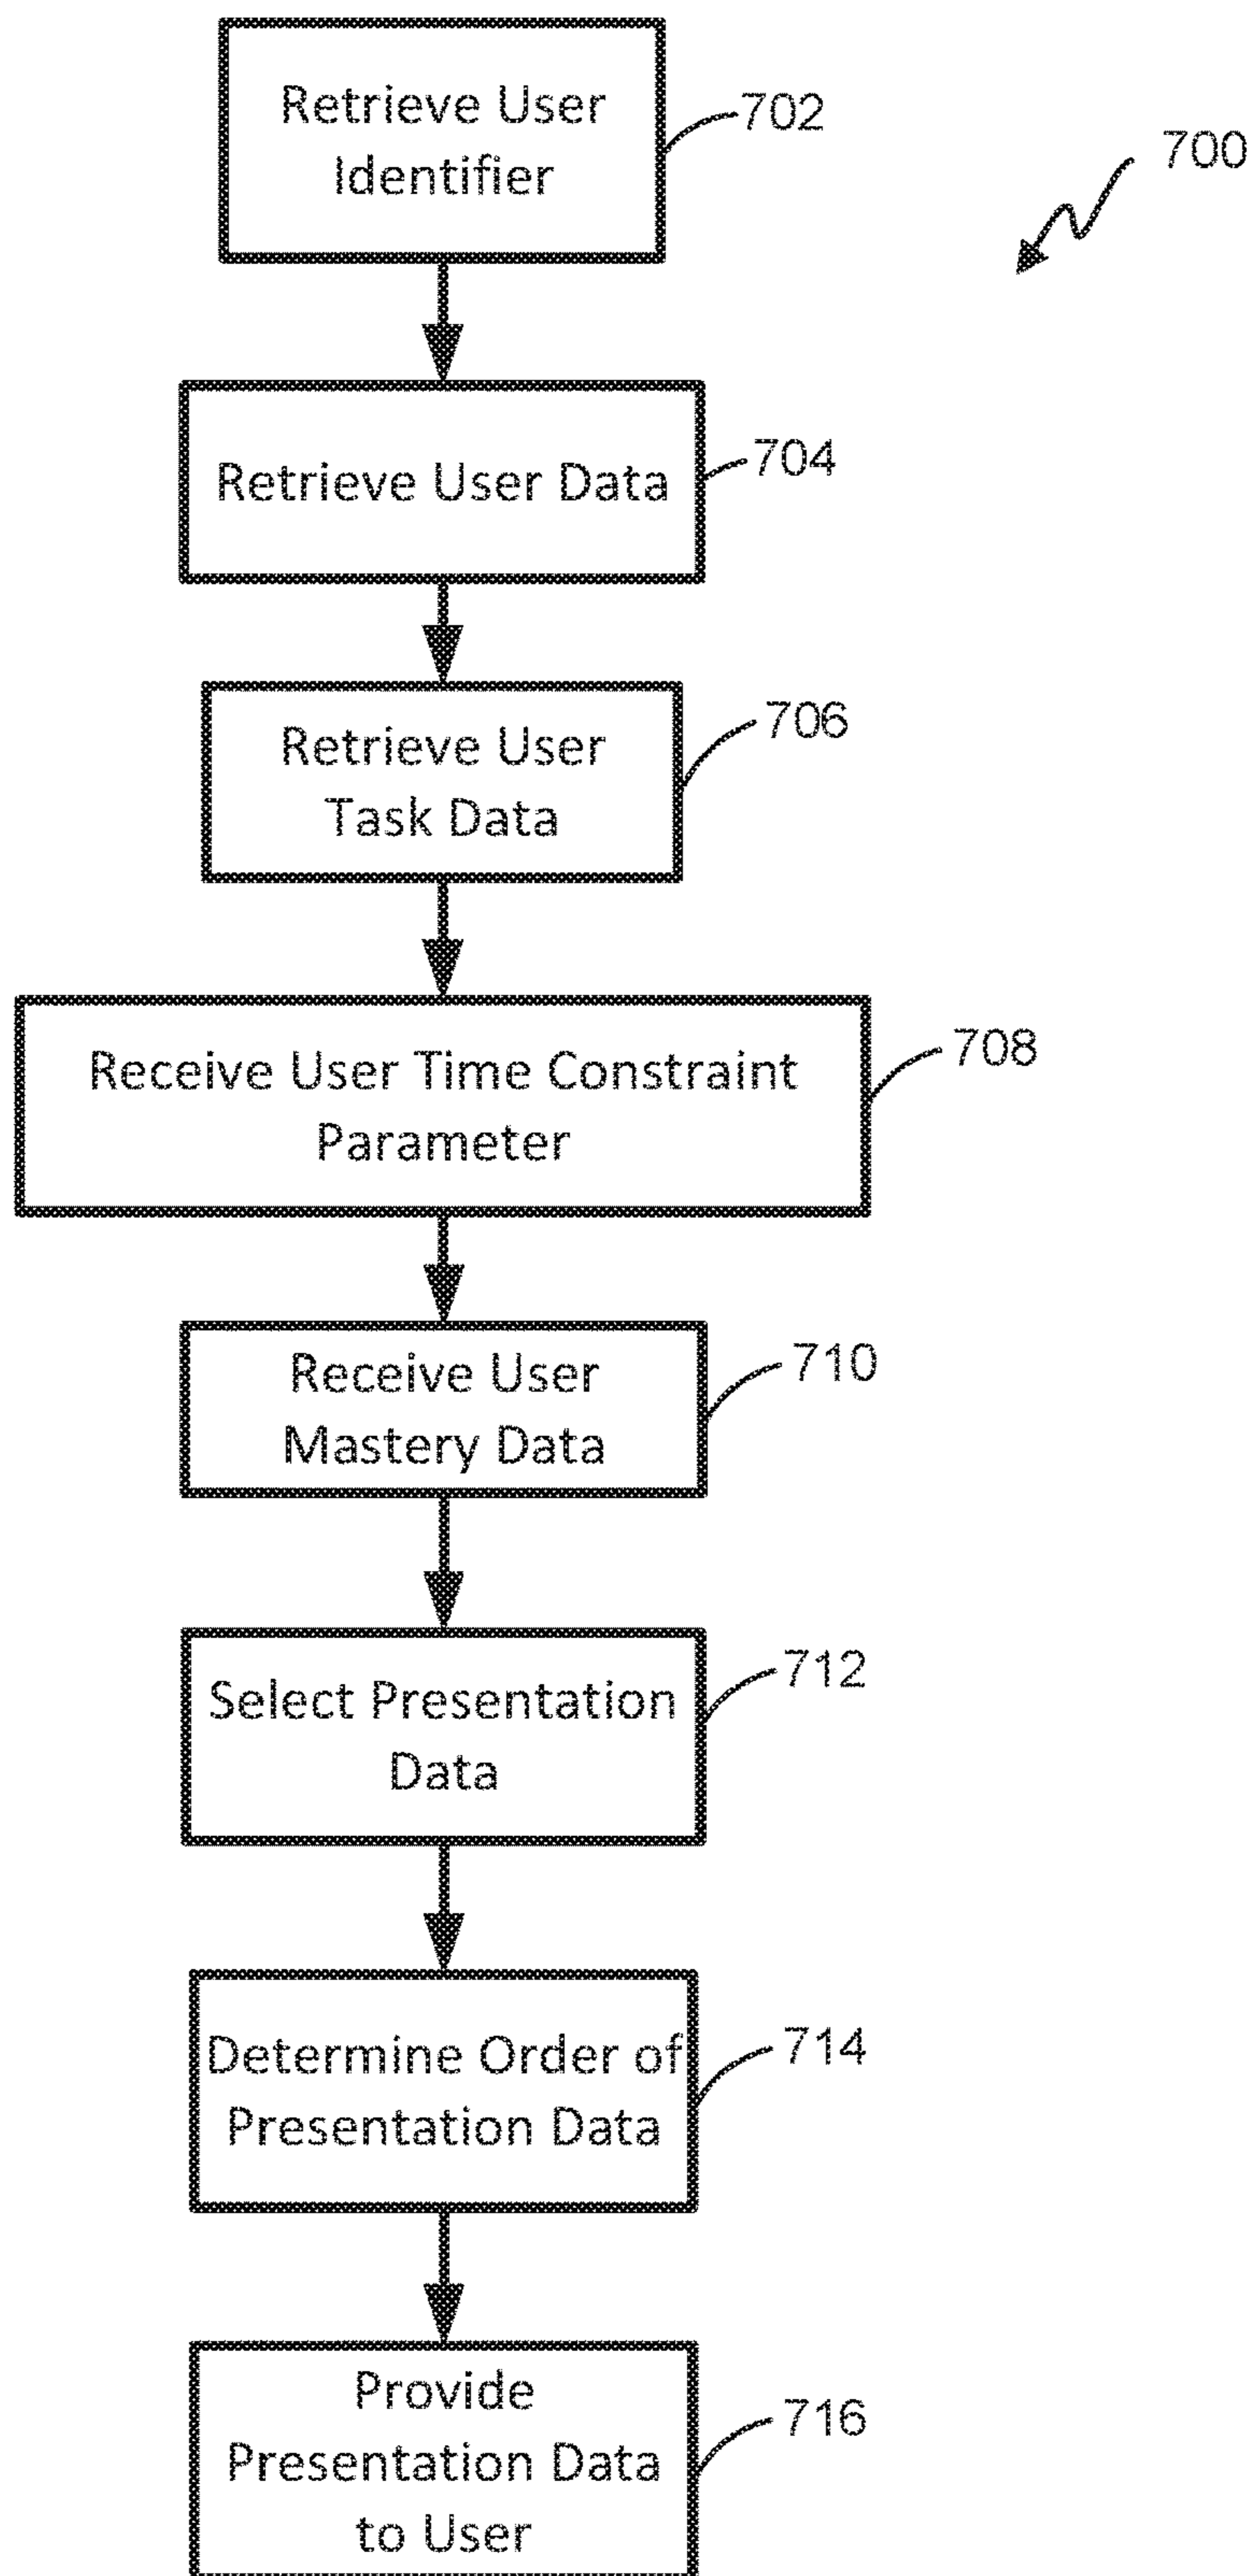 Retrieve User
Identifier
702
700
Retrieve User Data
704
Retrieve User
Task Data
706
Receive User Time Constraint
Parameter
708
Receive User
Mastery Data
710
Select Presentation
Data
712
Determine Order of
Presentation Data
714
Provide
Presentation Data
to User
716